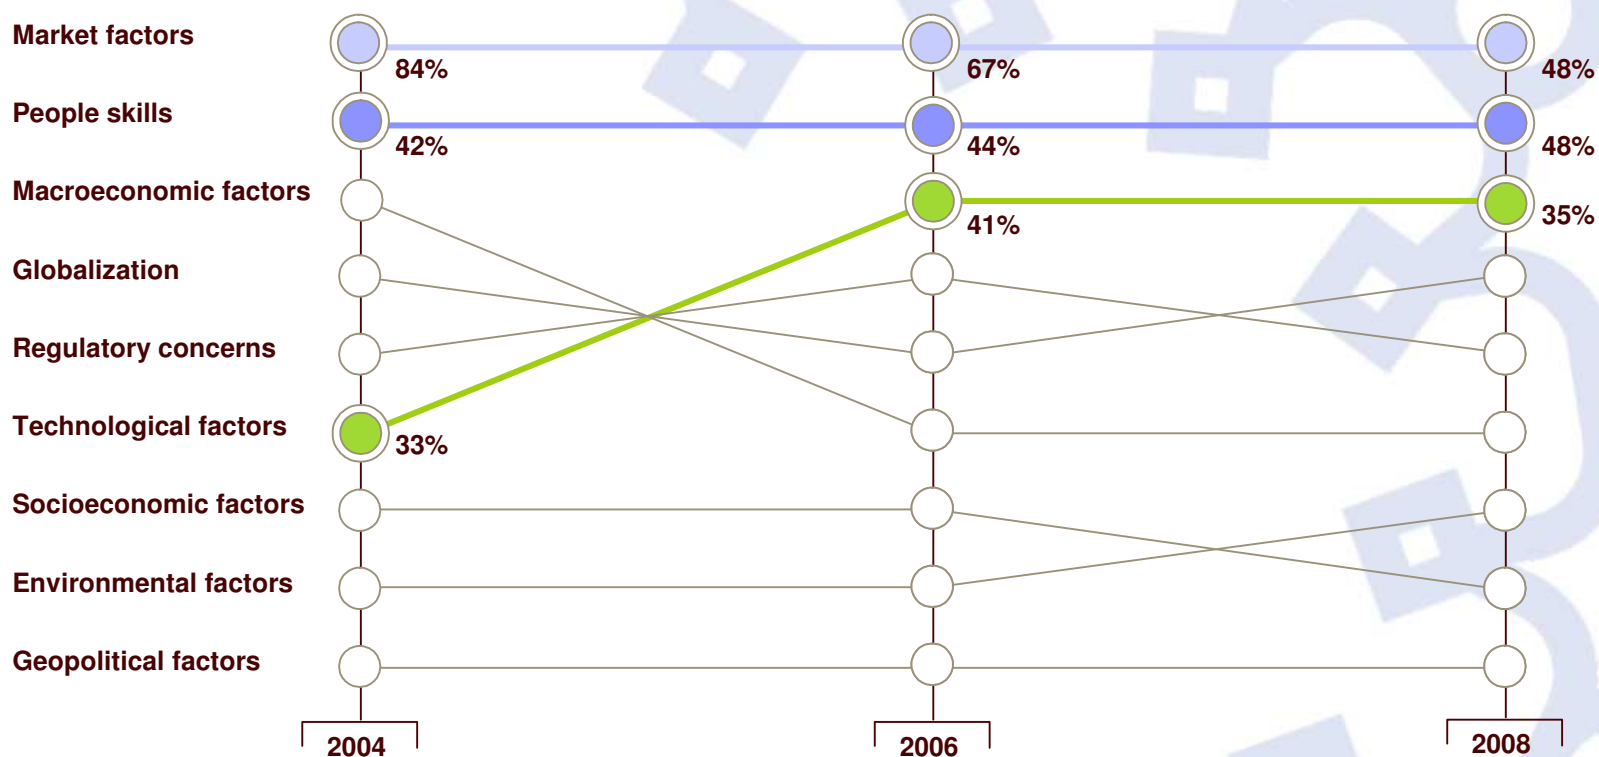 Market factors
84%
67%
48%
People skills
42%
44%
48%
Macroeconomic factors
41%
35%
Globalization
Regulatory concerns
Technological factors
33%
Socioeconomic factors
Environmental factors
Geopolitical factors
2004
2006
2008